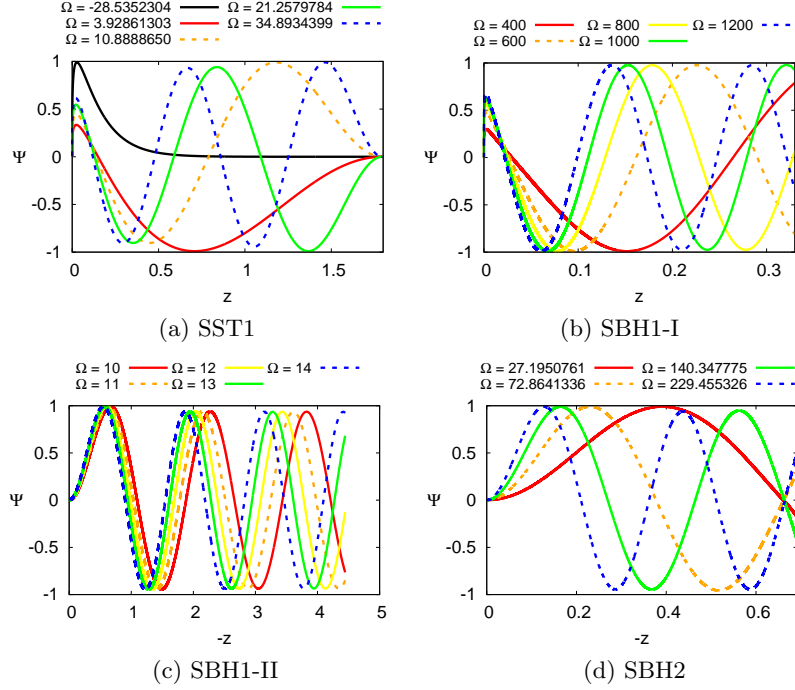 Ω = -28.5352304 Ω = 21.2579784
Ω = 3.92861303 Ω = 34.8934399
Ω = 10.8888650
1
0.5
0
-0.5
-1
Ψ
0 0.5 1 1.5
z
(a) SST1
Ω = 400 Ω = 800 Ω = 1200
Ω = 600 Ω = 1000
1
0.5
0
-0.5
-1
Ψ
0 0.1 0.2 0.3
z
(b) SBH1-I
Ω = 10 Ω = 12 Ω = 14
Ω = 11 Ω = 13
1
0.5
0
-0.5
-1
Ψ
0 1 2 3 4 5
-z
(c) SBH1-II
Ω = 27.1950761 Ω = 140.347775
Ω = 72.8641336 Ω = 229.455326
1
0.5
0
-0.5
-1
Ψ
0 0.2 0.4 0.6
-z
(d) SBH2